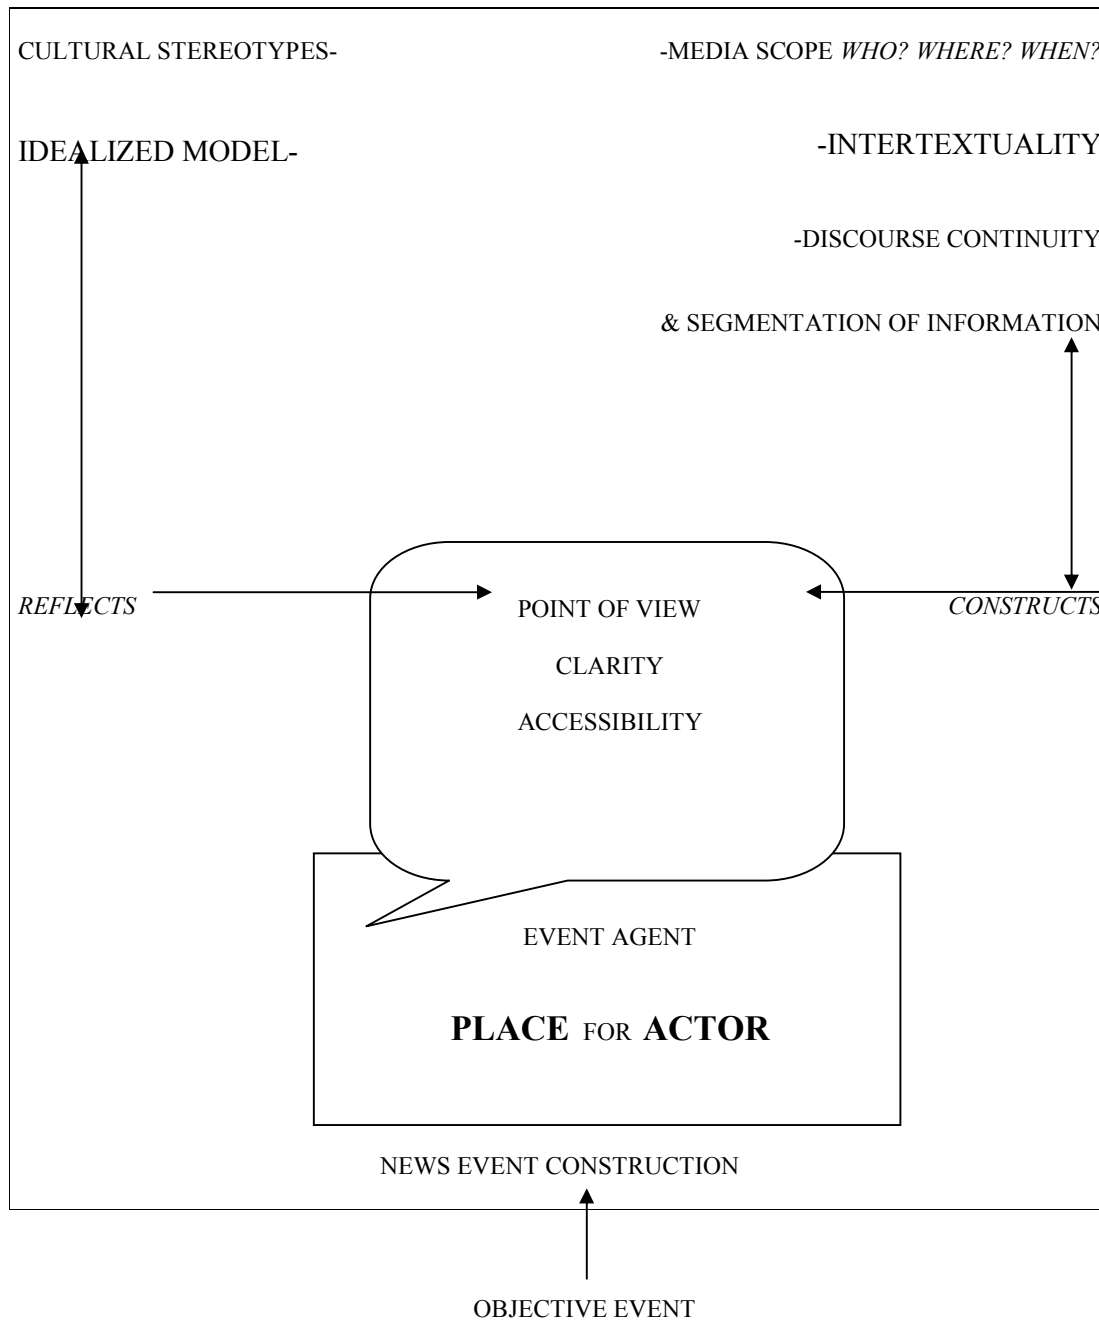 CULTURAL STEREOTYPES-
-MEDIA SCOPE WHO? WHERE? WHEN?
IDEALIZED MODEL-
-INTERTEXTUALITY
-DISCOURSE CONTINUITY
& SEGMENTATION OF INFORMATION
REFLECTS
CONSTRUCTS
POINT OF VIEW
CLARITY
ACCESSIBILITY
EVENT AGENT
PLACE FOR ACTOR
NEWS EVENT CONSTRUCTION
OBJECTIVE EVENT